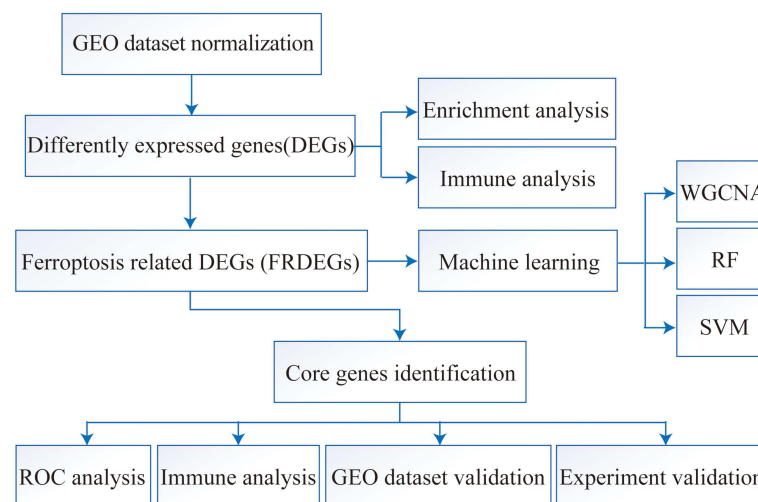 GEO dataset normalization
Enrichment analysis
Differently expressed genes(DEGs)
Immune analysis
WGCNA
Ferroptosis related DEGs (FRDEGs)
Machine learning
RF
SVM
Core genes identification
ROC analysis
Immune analysis
GEO dataset validation
Experiment validation